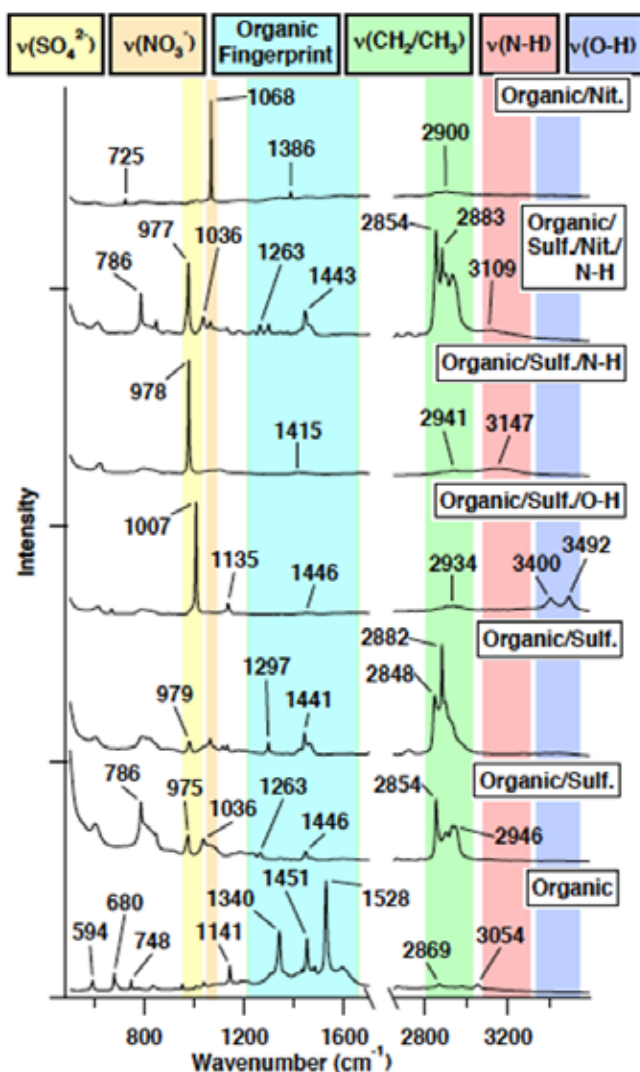 ν(SO₄²⁻)
ν(NO₃⁻)
Organic
Fingerprint
ν(CH₂/CH₃)
ν(N-H)
ν(O-H)
1068
Organic/Nit.
725
1386
2900
977
1036
2854
2883
Organic/
Sulf./Nit./
N-H
786
1263
1443
3109
Organic/Sulf./N-H
978
1415
2941
3147
Organic/Sulf./O-H
1007
1135
1446
2934
3400
3492
2882
Organic/Sulf.
979
1297
1441
2848
786
975
1036
1263
1446
2854
2946
Organic/Sulf.
594
680
748
1141
1340
1451
1528
Organic
2869
3054
Intensity
800
1200
1600
2800
3200
Wavenumber (cm⁻¹)